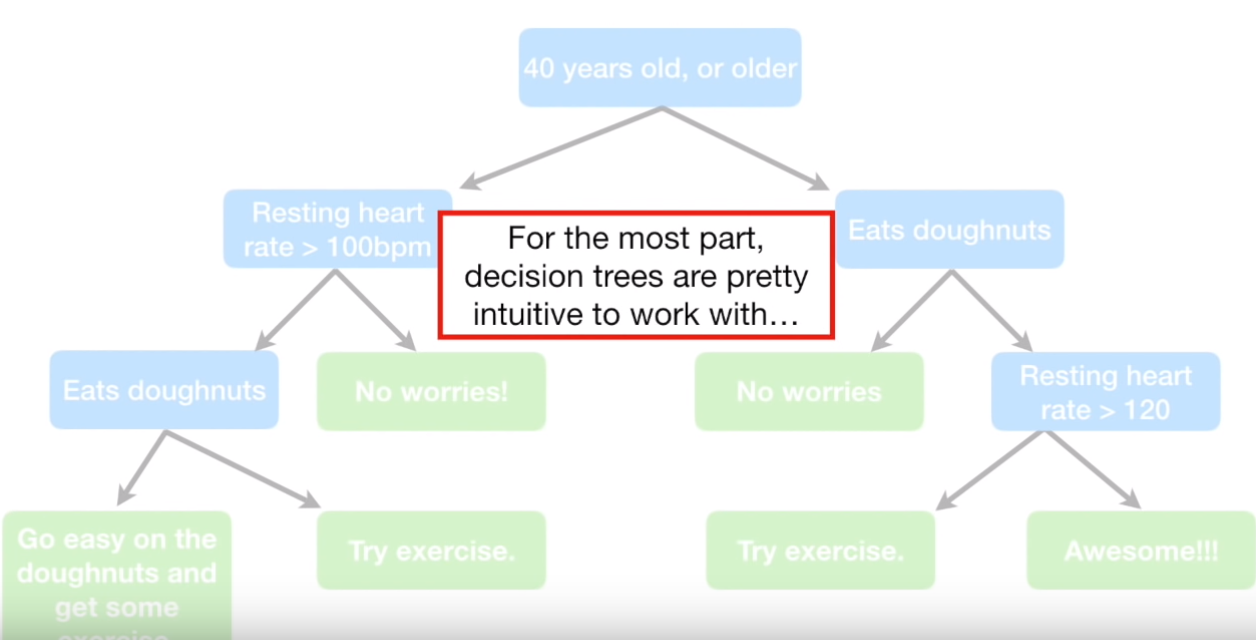 40 years old, or older
Resting heart
rate > 100bpm
For the most part,
decision trees are pretty
intuitive to work with…
Eats doughnuts
Eats doughnuts
No worries!
No worries
Resting heart
rate > 120
Go easy on the
doughnuts and
get some
exercise.
Try exercise.
Try exercise.
Awesome!!!